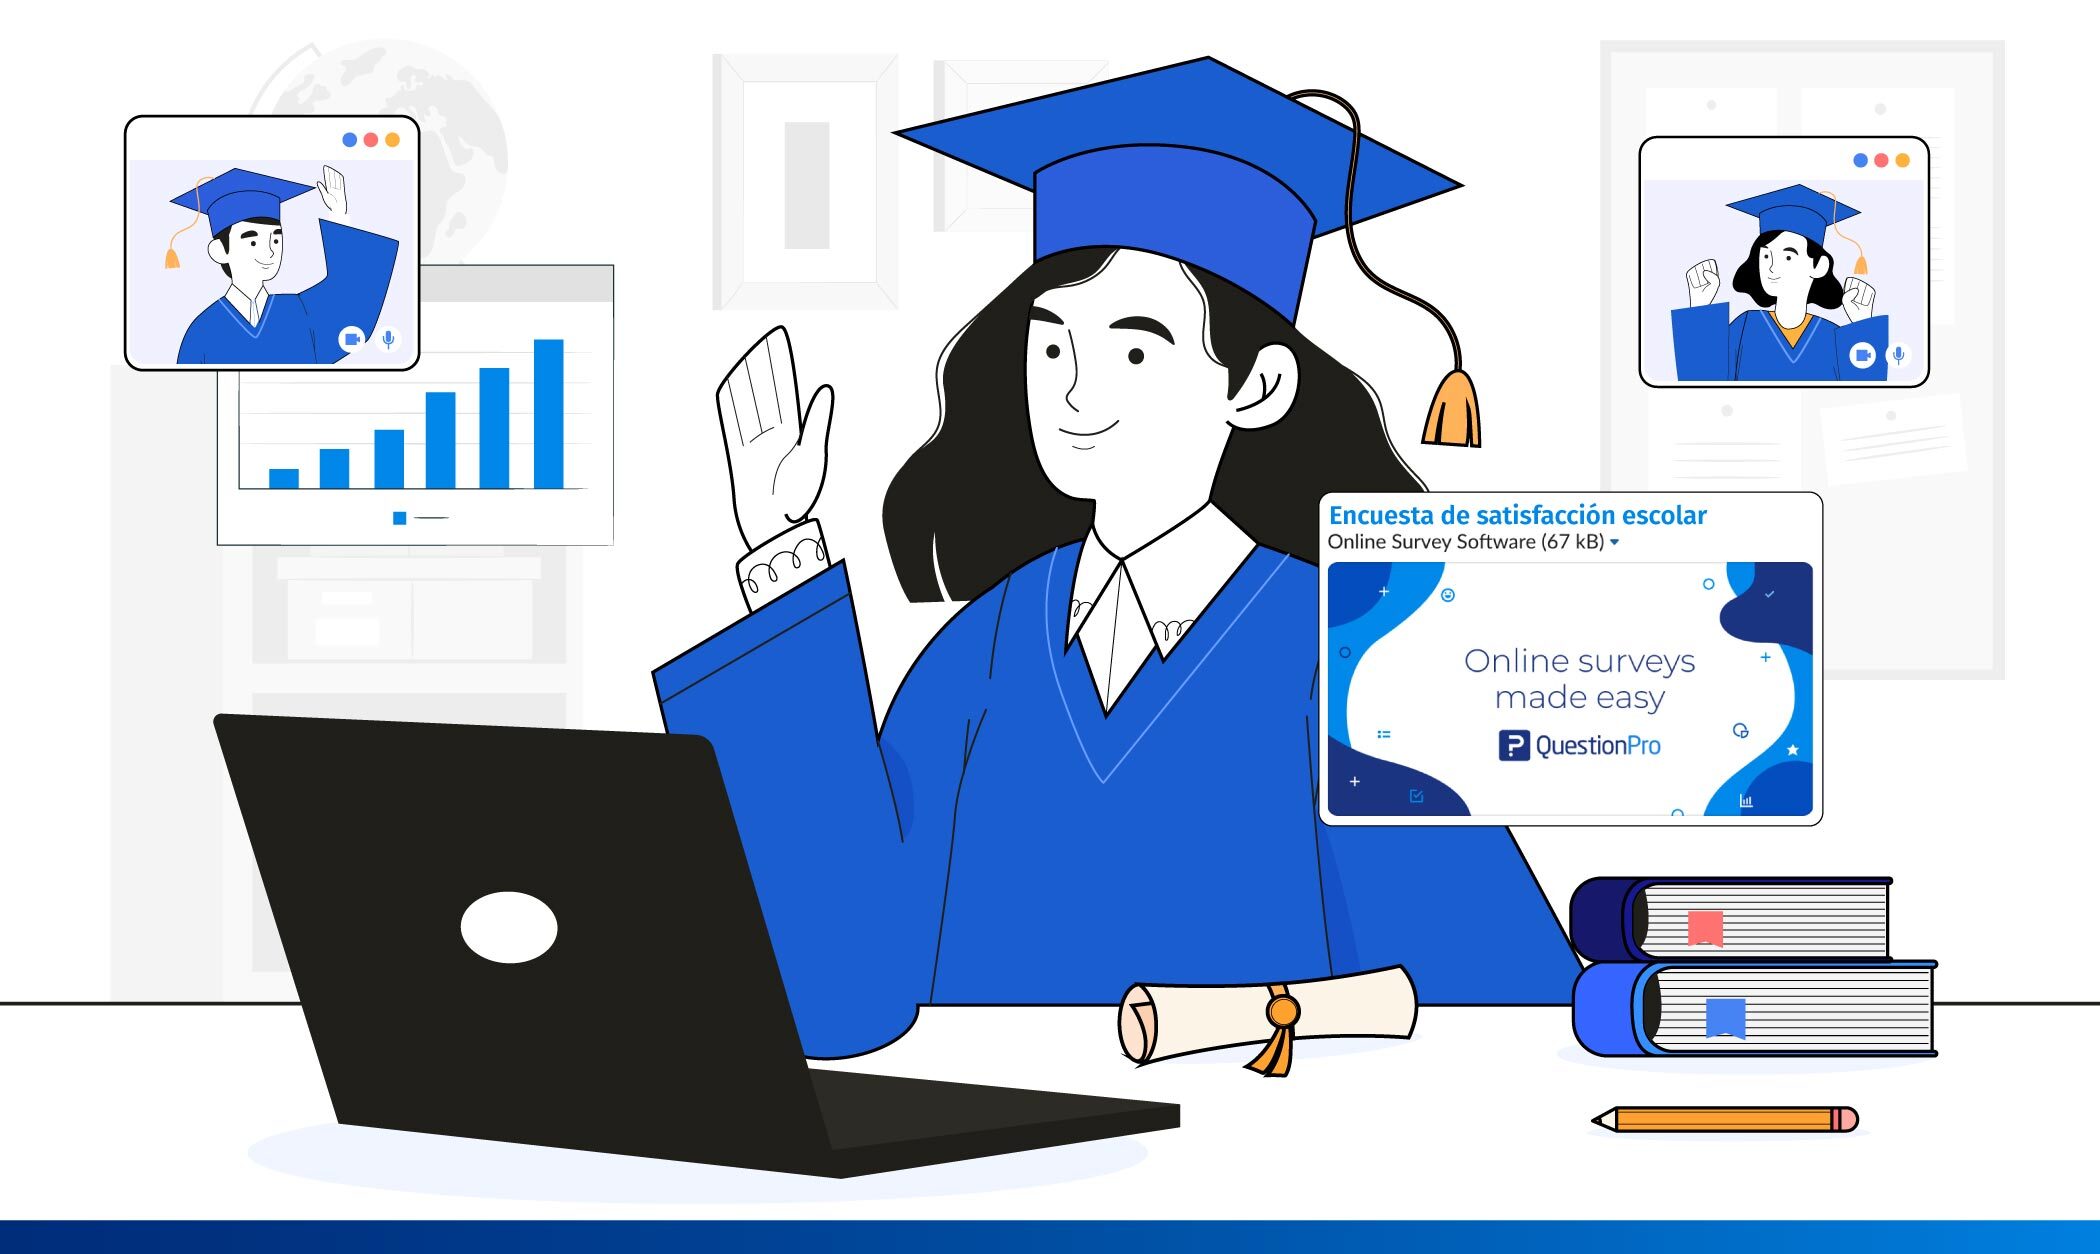 Encuesta de satisfacción escolar
Online Survey Software (67 kB)
Online surveys
made easy
QuestionPro